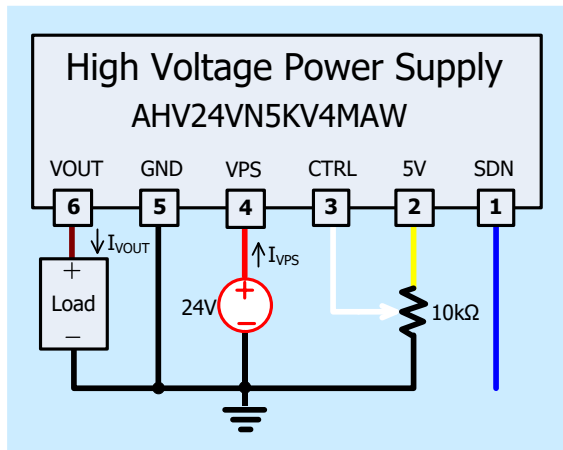 High Voltage Power Supply
AHV24VN5KV4MAW
VOUT GND VPS CTRL 5V SDN
6 5 4 3 2 1
↓IVOUT ↑IVPS
+ +
Load 24V 10kΩ
− −